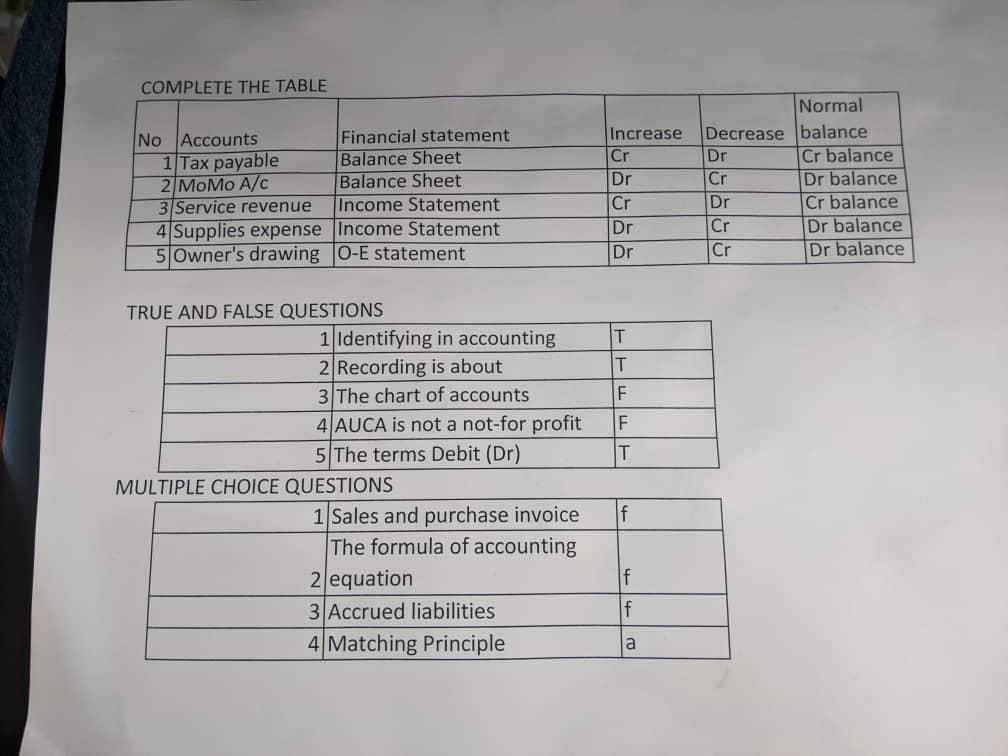 COMPLETE THE TABLE
No Accounts Financial statement Increase Decrease Normal balance
1 Tax payable Balance Sheet Cr Dr Cr balance
2 MoMo A/c Balance Sheet Dr Cr Dr balance
3 Service revenue Income Statement Cr Dr Cr balance
4 Supplies expense Income Statement Dr Cr Dr balance
5 Owner's drawing O-E statement Dr Cr Dr balance
TRUE AND FALSE QUESTIONS
1 Identifying in accounting T
2 Recording is about T
3 The chart of accounts F
4 AUCA is not a not-for profit F
5 The terms Debit (Dr) T
MULTIPLE CHOICE QUESTIONS
1 Sales and purchase invoice f
The formula of accounting
2 equation f
3 Accrued liabilities f
4 Matching Principle a